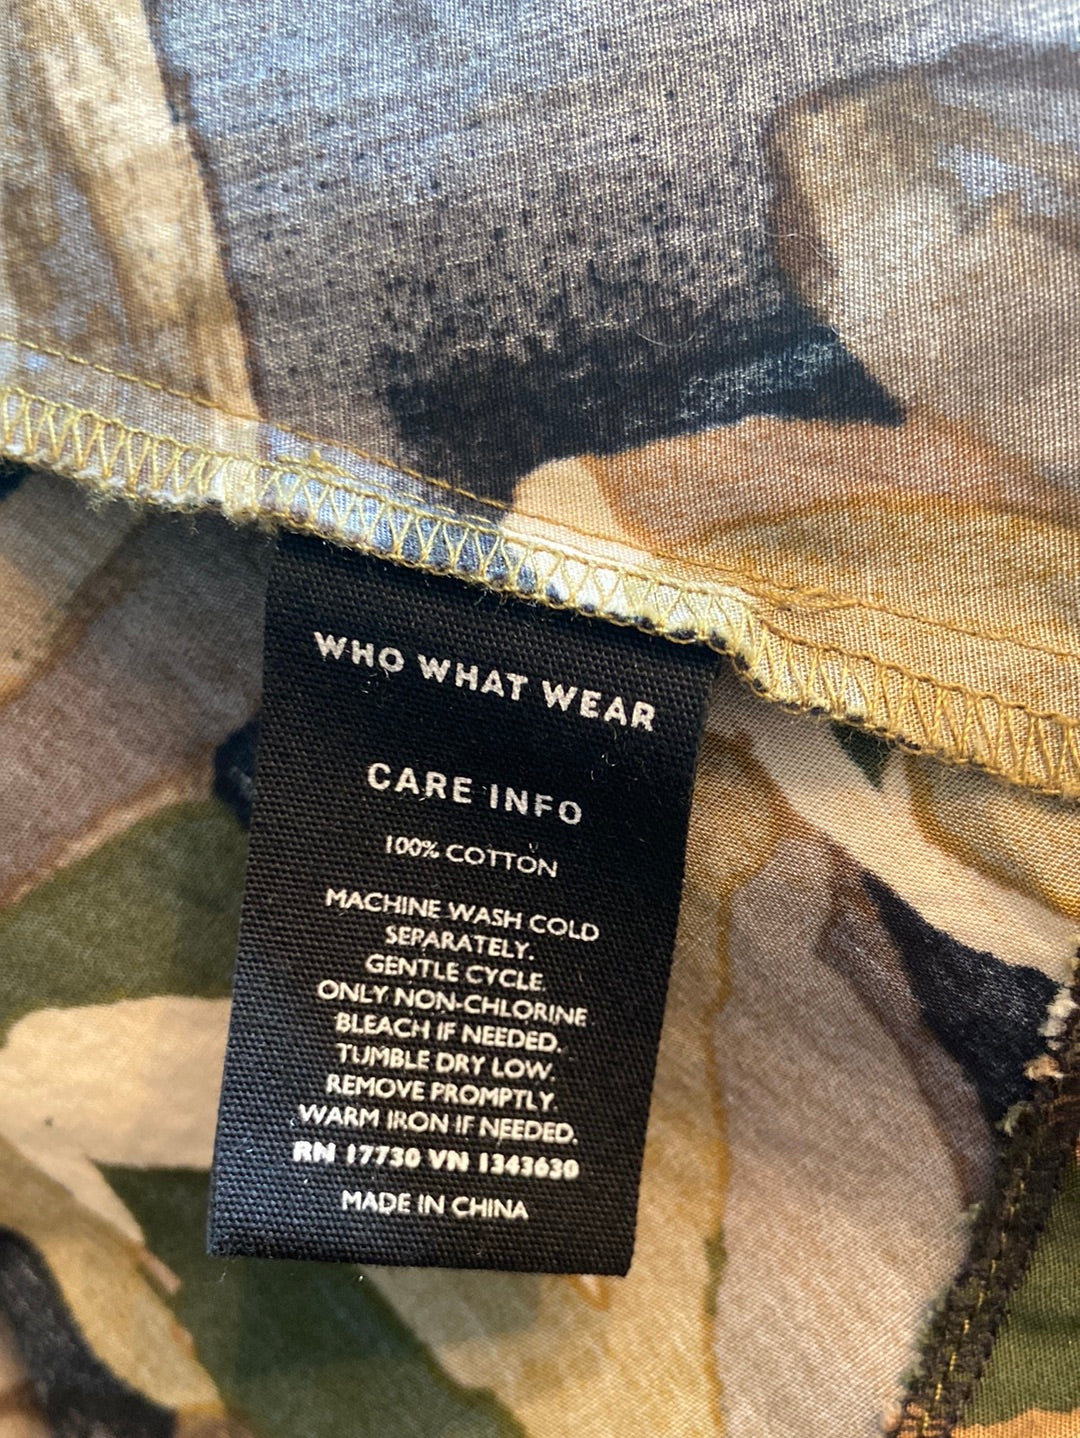 WHO WHAT WEAR
CARE INFO
100% COTTON
MACHINE WASH COLD
SEPARATELY.
GENTLE CYCLE.
ONLY NON-CHLORINE
BLEACH IF NEEDED.
TUMBLE DRY LOW.
REMOVE PROMPTLY.
WARM IRON IF NEEDED.
RN 17730 VN 1343630
MADE IN CHINA